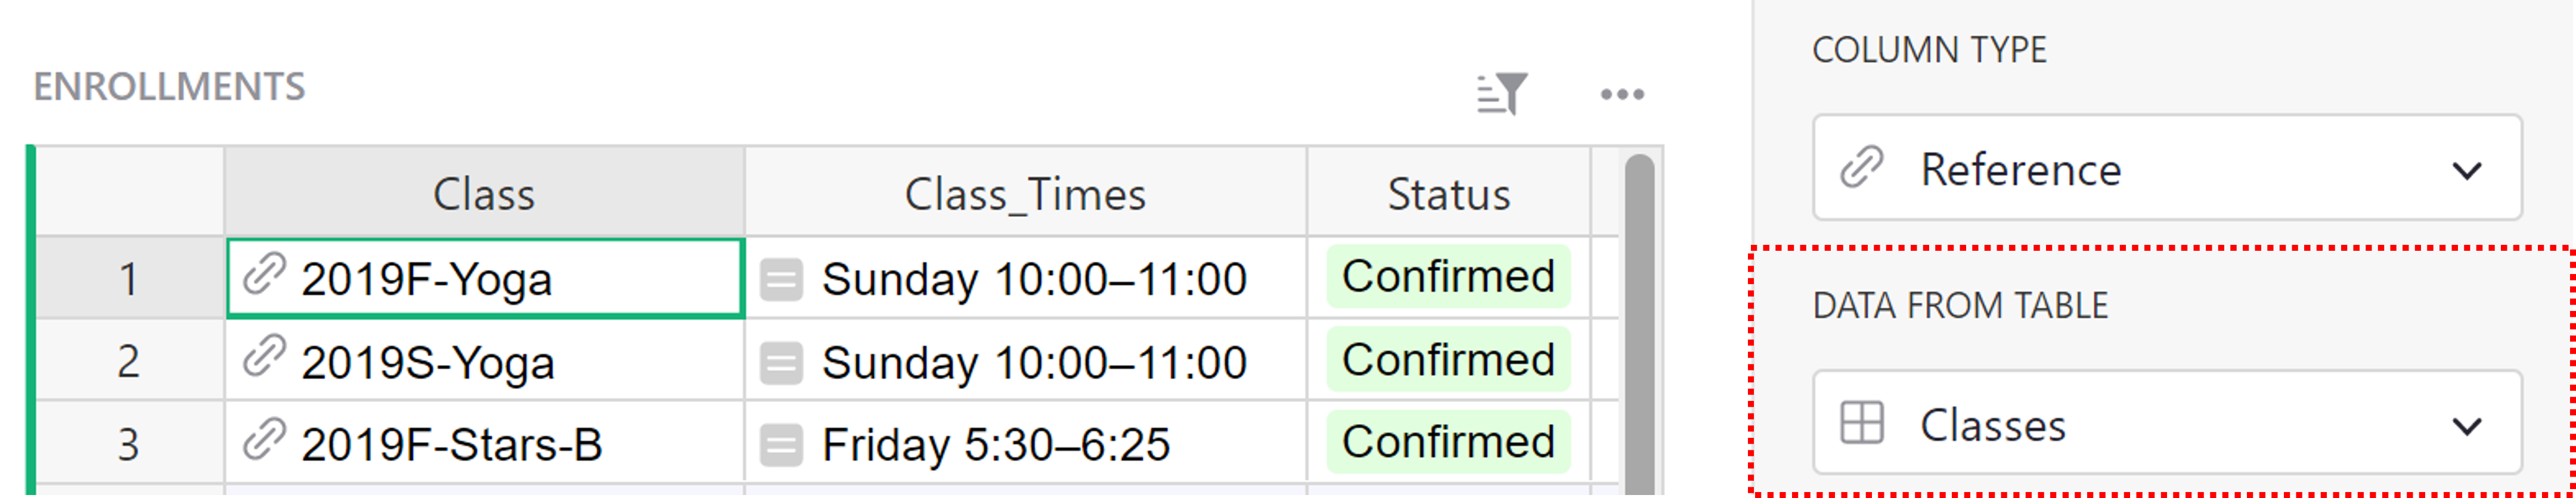 ENROLLMENTS
Class Class_Times Status
1 2019F-Yoga Sunday 10:00–11:00 Confirmed
2 2019S-Yoga Sunday 10:00–11:00 Confirmed
3 2019F-Stars-B Friday 5:30–6:25 Confirmed
COLUMN TYPE
Reference
DATA FROM TABLE
Classes